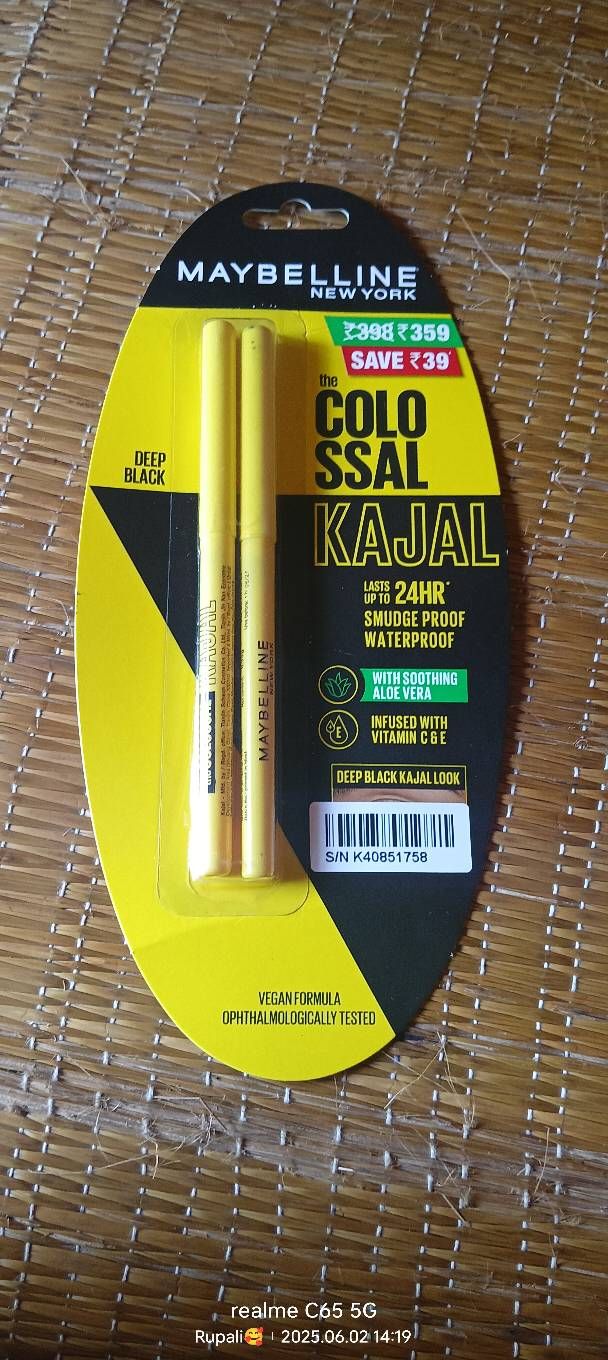 MAYBELLINE
NEW YORK
₹398 ₹359
SAVE ₹39*
the
COLO
SSAL
KAJAL
DEEP
BLACK
LASTS
UP TO 24HR*
SMUDGE PROOF
WATERPROOF
WITH SOOTHING
ALOE VERA
E
INFUSED WITH
VITAMIN C & E
DEEP BLACK KAJAL LOOK
S/N K40851758
KAJAL
MAYBELLINE
NEW YORK
VEGAN FORMULA
OPHTHALMOLOGICALLY TESTED
realme C65 5G
Rupali🥰 | 2025.06.02 14:19